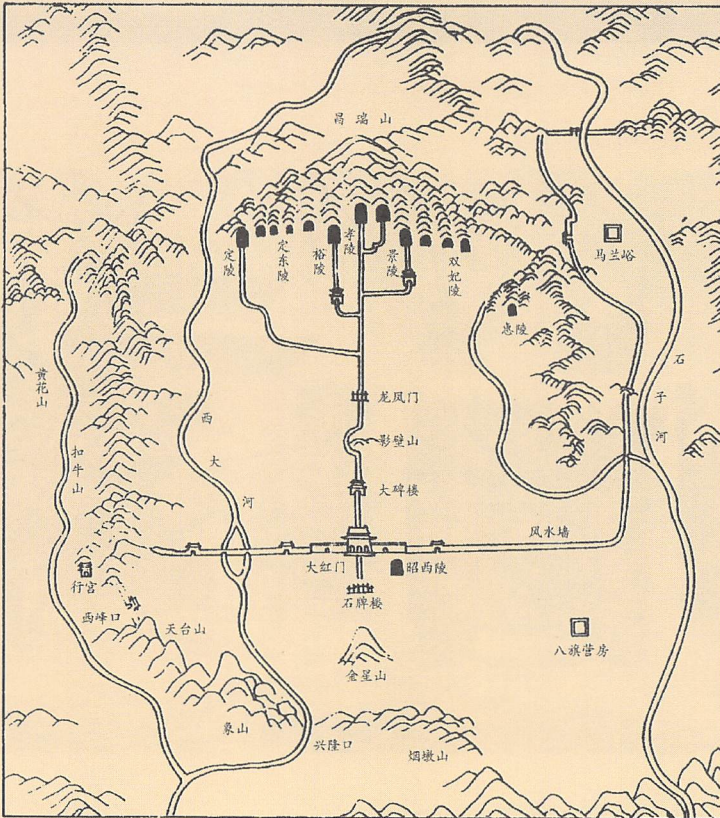 昌瑞山
马兰峪
定陵
定东陵
裕陵
孝陵
景陵
双妃陵
惠陵
黄花山
扣牛山
西大河
石子河
龙凤门
影壁山
大碑楼
风水墙
大红门
昭西陵
石牌楼
行宫
西峰口
天台山
金星山
八旗营房
象山
兴隆口
烟墩山